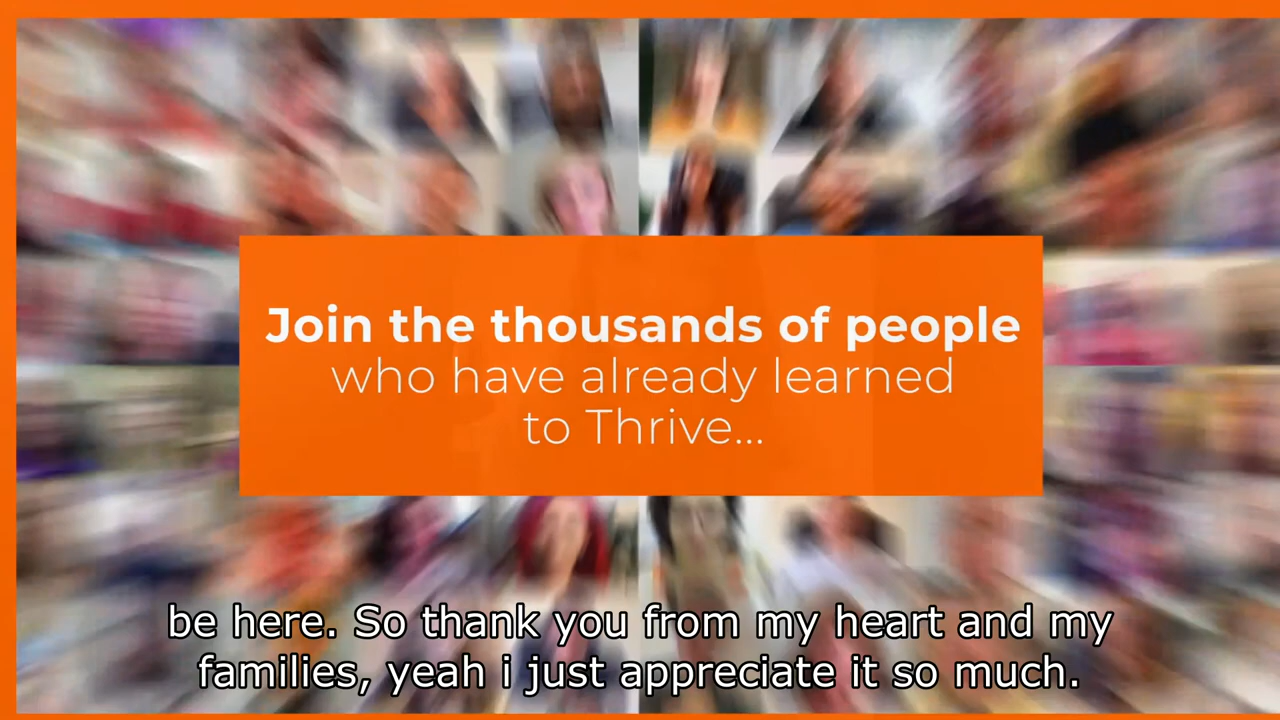 Join the thousands of people
who have already learned
to Thrive...
be here. So thank you from my heart and my
families, yeah i just appreciate it so much.